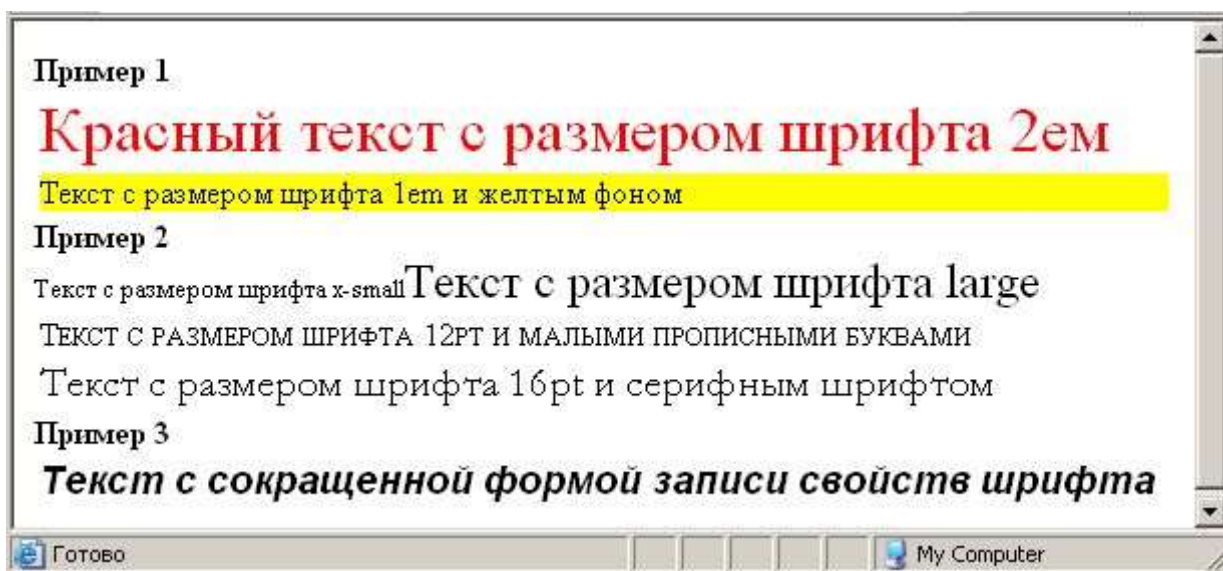 Пример 1
Красный текст с размером шрифта 2ем
Текст с размером шрифта 1em и желтым фоном
Пример 2
Текст с размером шрифта x-smallТекст с размером шрифта large
Текст с размером шрифта 12pt и малыми прописными буквами
Текст с размером шрифта 16pt и серифным шрифтом
Пример 3
Текст с сокращенной формой записи свойств шрифта
Готово
My Computer